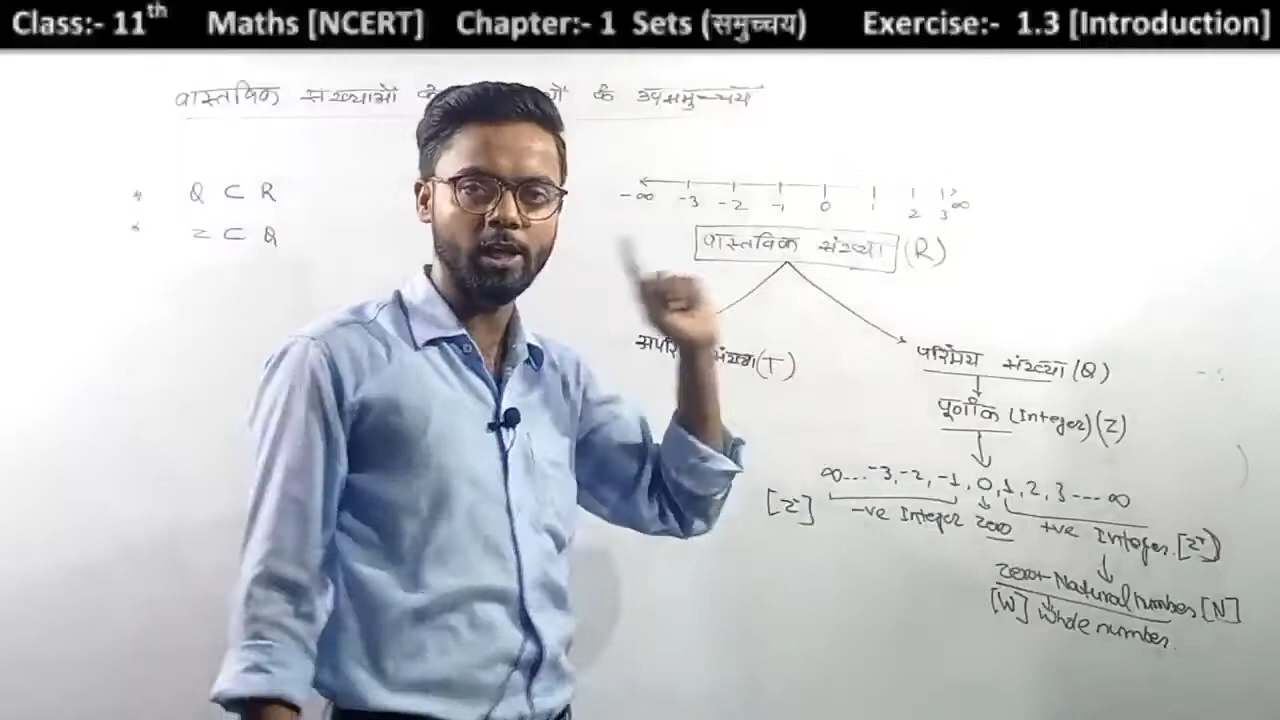 Class:- 11th Maths [NCERT] Chapter:- 1 Sets (समुच्चय) Exercise:- 1.3 [Introduction]
वास्तविक संख्याओं के के उपसमुच्चय
* Q ⊂ R
* Z ⊂ Q
-∞ -3 -2 -1 0 1 2 3 ∞
वास्तविक संख्या (R)
संख्या (T)
परिमेय संख्या (Q)
पूर्णांक (Integer) (Z)
∞...-3, -2, -1, 0, 1, 2, 3 ---- ∞
[Z-] -ve Integer zero +ve Integer. [Z+]
zero+ Natural number [N]
[W] Whole number.